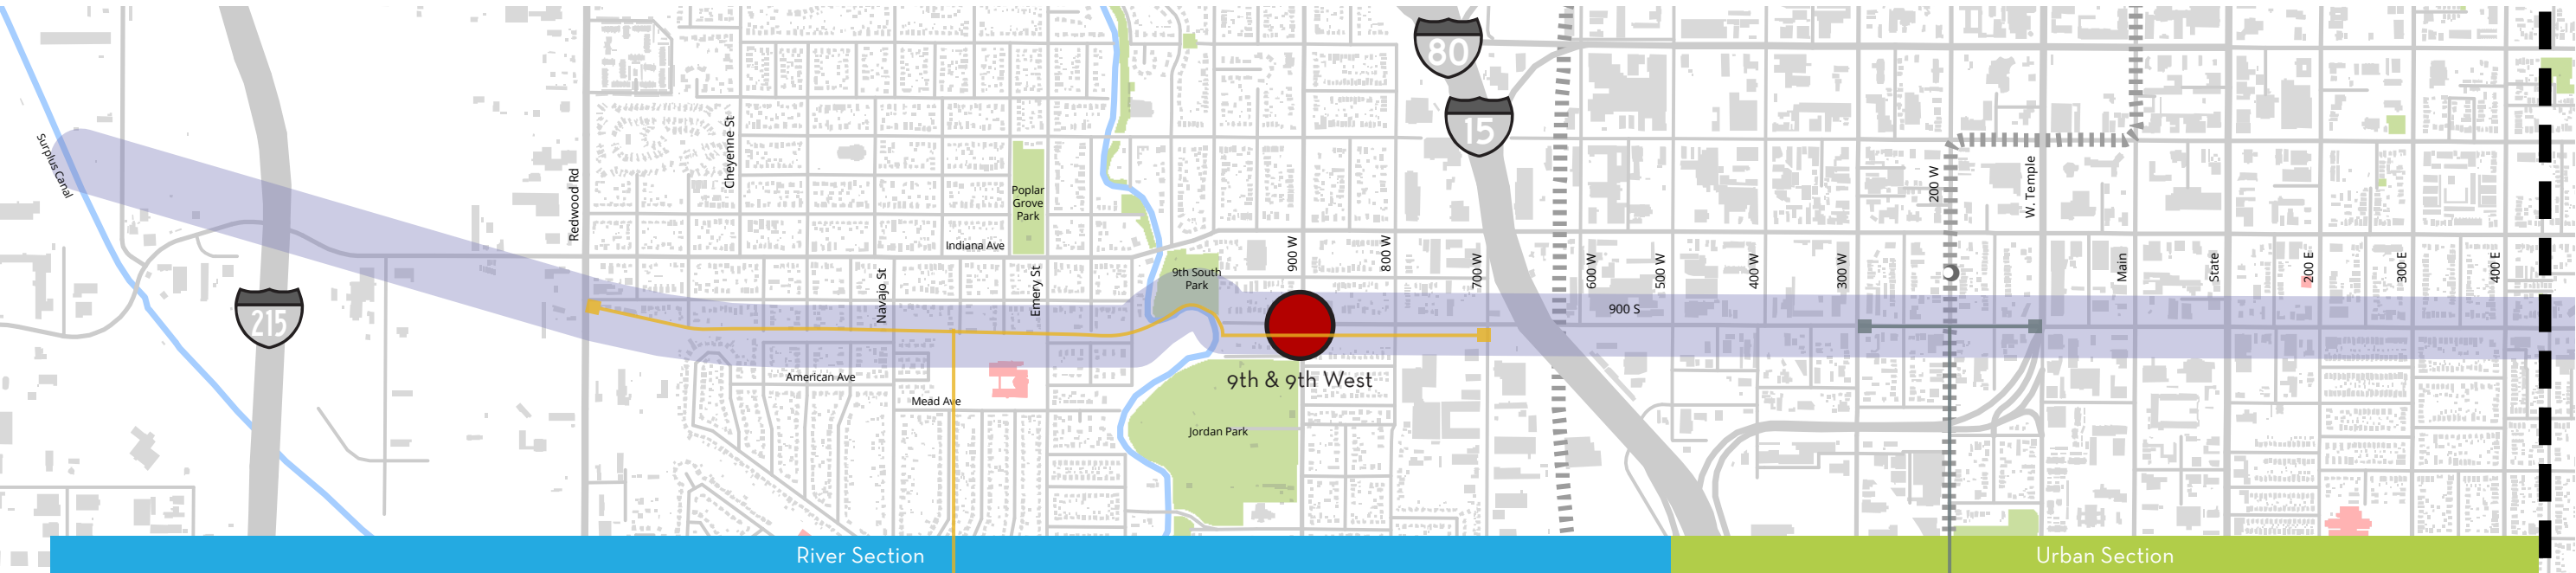 80
15
215
Surplus Canal
Redwood Rd
Cheyenne St
Poplar
Grove
Park
Indiana Ave
Navajo St
Emery St
American Ave
Mead Ave
9th South
Park
900 W
800 W
700 W
9th & 9th West
Jordan Park
600 W
500 W
400 W
300 W
900 S
200 W
W. Temple
Main
State
200 E
300 E
400 E
River Section
Urban Section